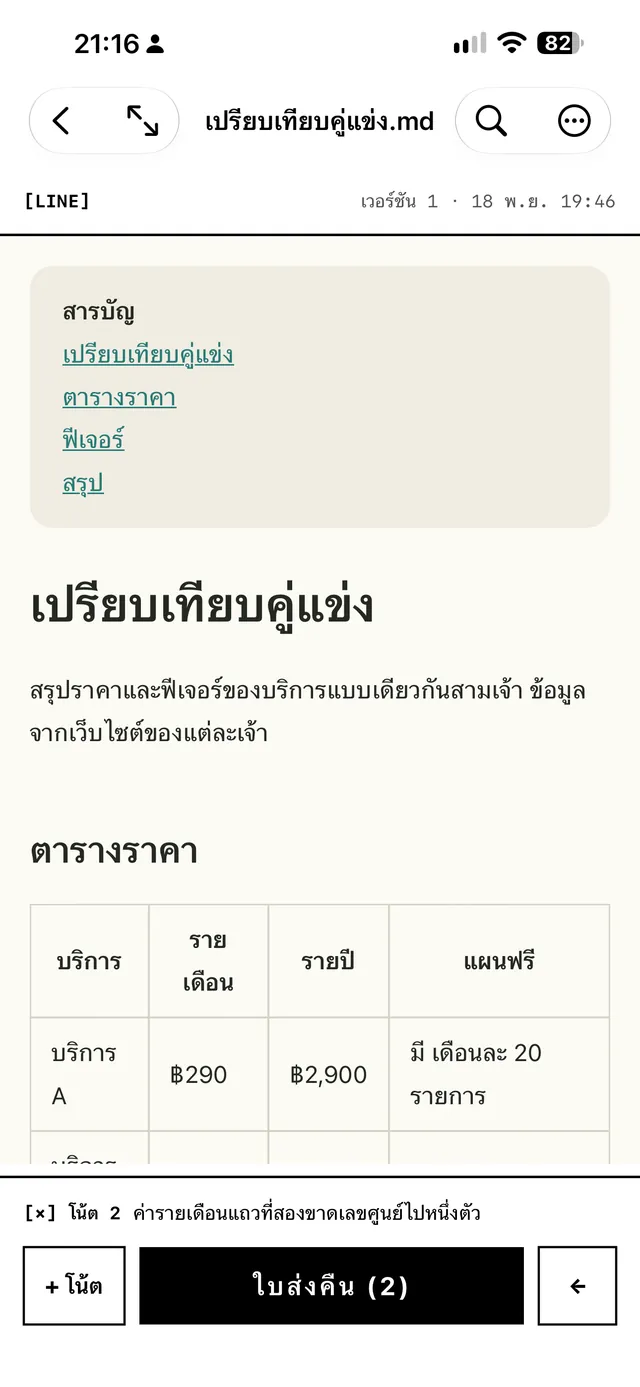 21:16
82
เปรียบเทียบคู่แข่ง.md
[LINE]
เวอร์ชัน 1 · 18 พ.ย. 19:46
สารบัญ
เปรียบเทียบคู่แข่ง
ตารางราคา
ฟีเจอร์
สรุป
เปรียบเทียบคู่แข่ง
สรุปราคาและฟีเจอร์ของบริการแบบเดียวกันสามเจ้า ข้อมูล
จากเว็บไซต์ของแต่ละเจ้า
ตารางราคา
บริการ ราย
เดือน รายปี แผนฟรี
บริการ
A ฿290 ฿2,900 มี เดือนละ 20
รายการ
[×] โน้ต 2 ค่ารายเดือนแถวที่สองขาดเลขศูนย์ไปหนึ่งตัว
+ โน้ต
ใบส่งคืน (2)
←